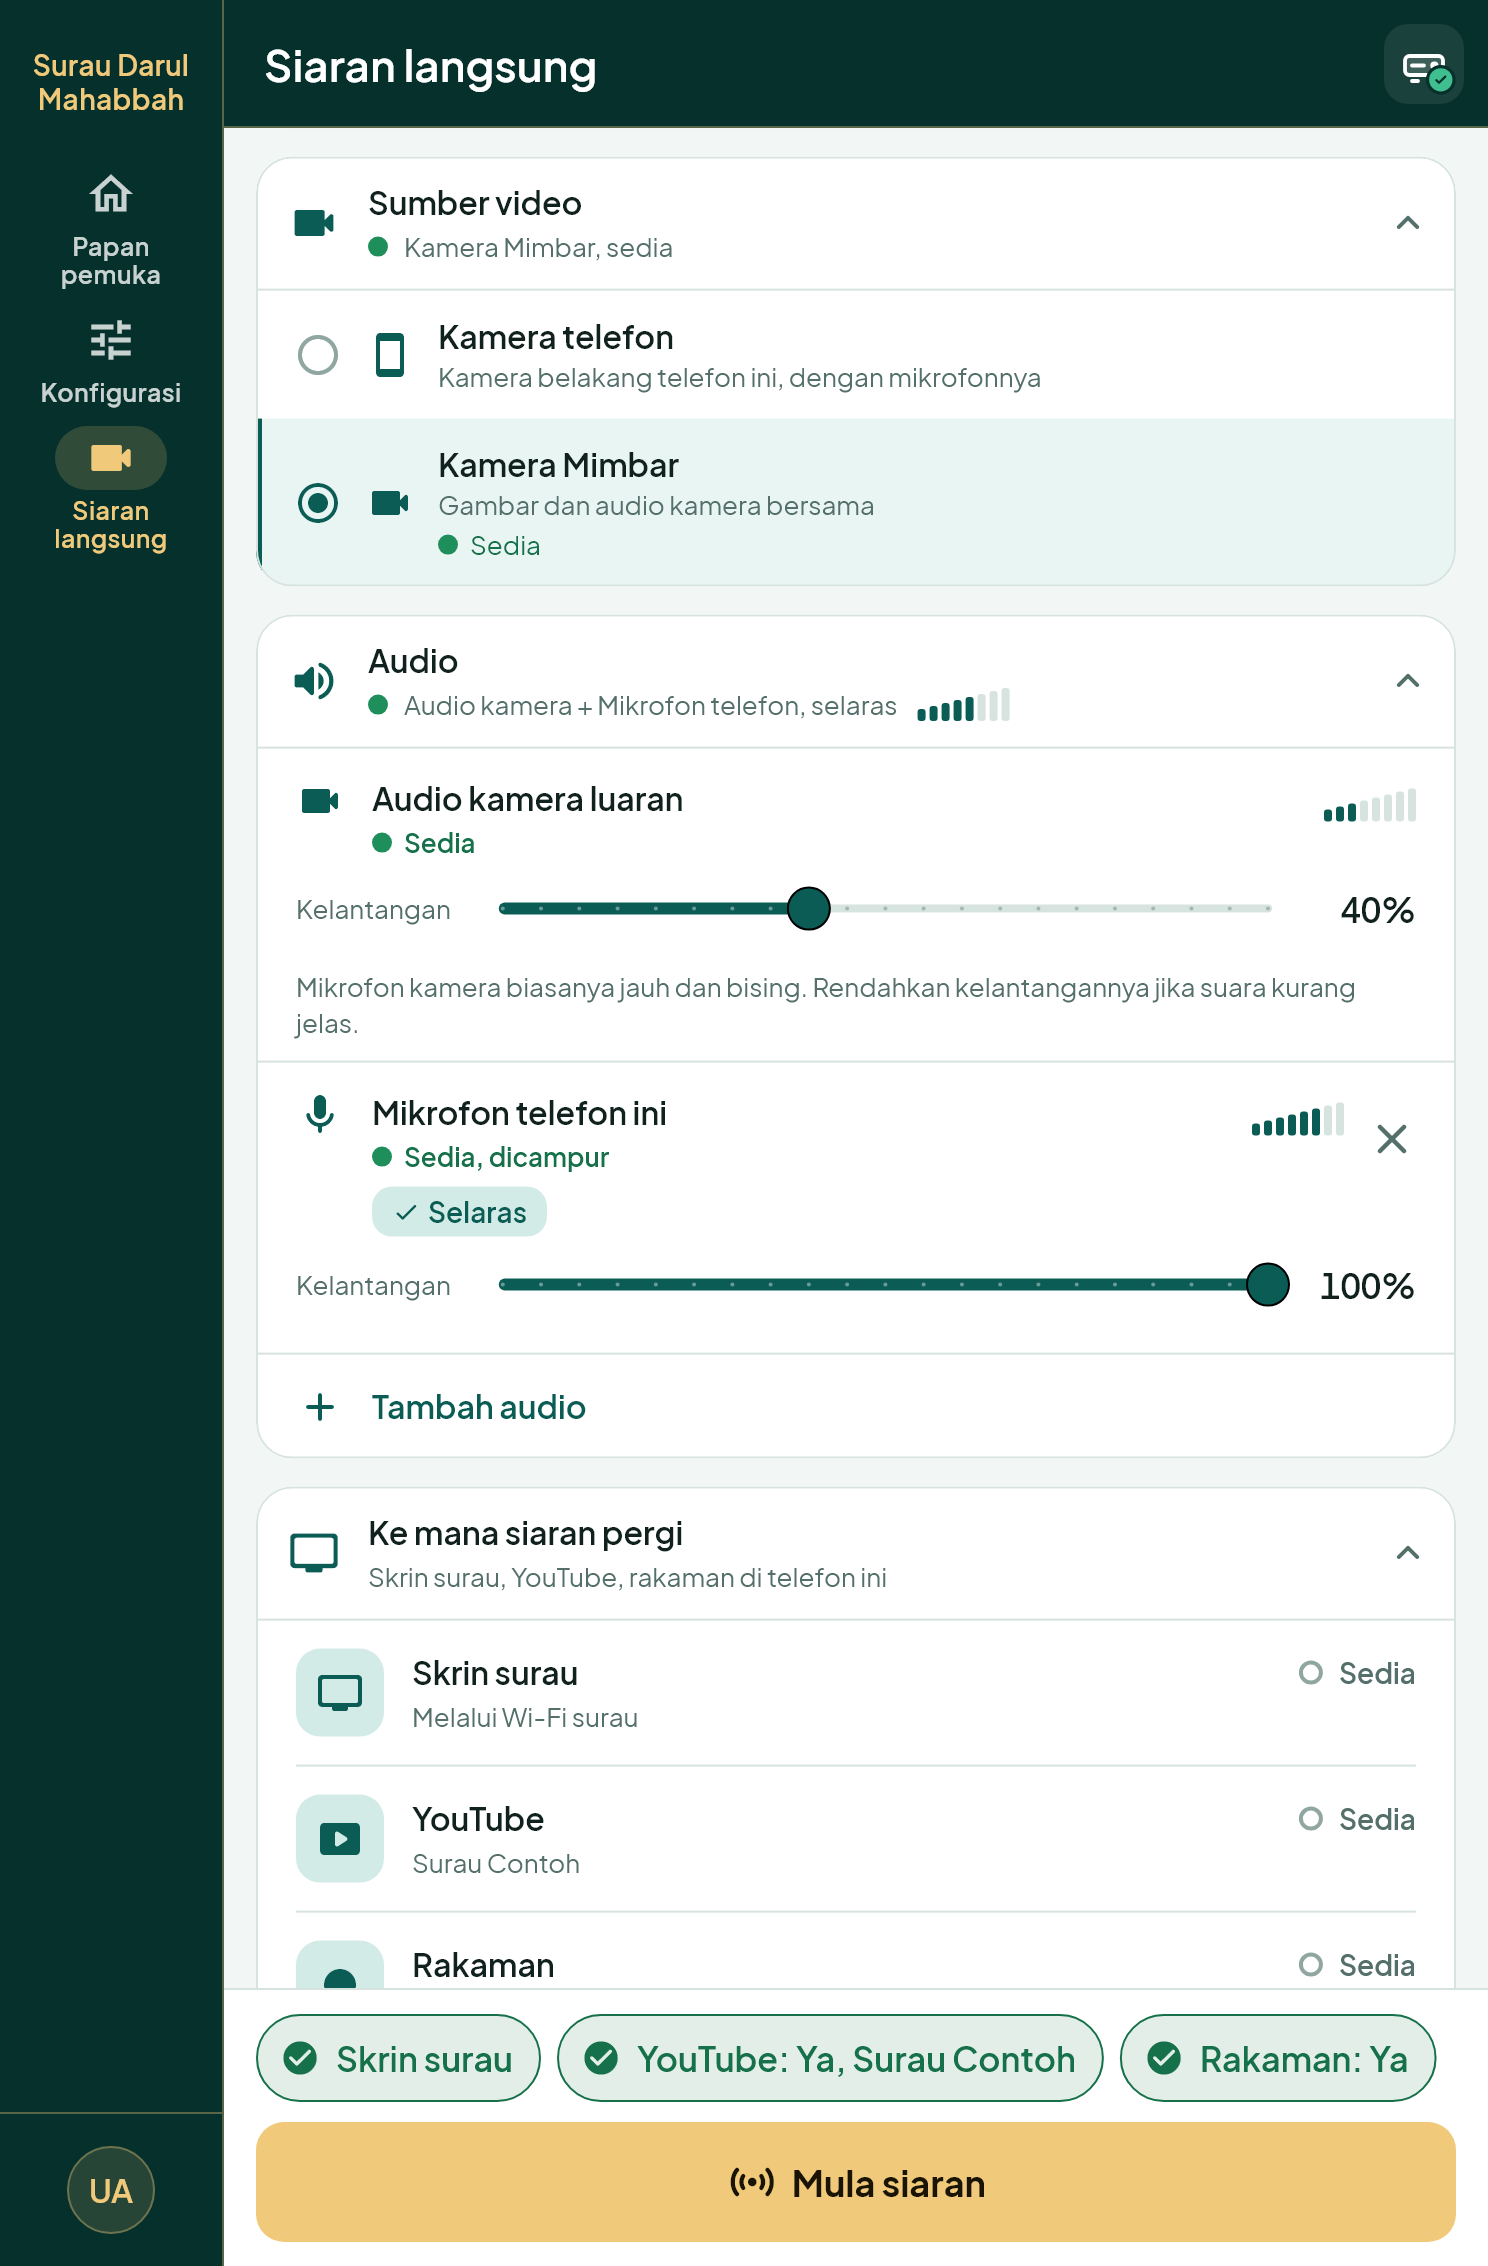 Surau Darul
Mahabbah
Papan
pemuka
Konfigurasi
Siaran
langsung
UA
Siaran langsung
Sumber video
Kamera Mimbar, sedia
Kamera telefon
Kamera belakang telefon ini, dengan mikrofonnya
Kamera Mimbar
Gambar dan audio kamera bersama
Sedia
Audio
Audio kamera + Mikrofon telefon, selaras
Audio kamera luaran
Sedia
Kelantangan 40%
Mikrofon kamera biasanya jauh dan bising. Rendahkan kelantangannya jika suara kurang
jelas.
Mikrofon telefon ini
Sedia, dicampur
Selaras
Kelantangan 100%
Tambah audio
Ke mana siaran pergi
Skrin surau, YouTube, rakaman di telefon ini
Skrin surau Sedia
Melalui Wi-Fi surau
YouTube Sedia
Surau Contoh
Rakaman Sedia
Skrin surau YouTube: Ya, Surau Contoh Rakaman: Ya
Mula siaran